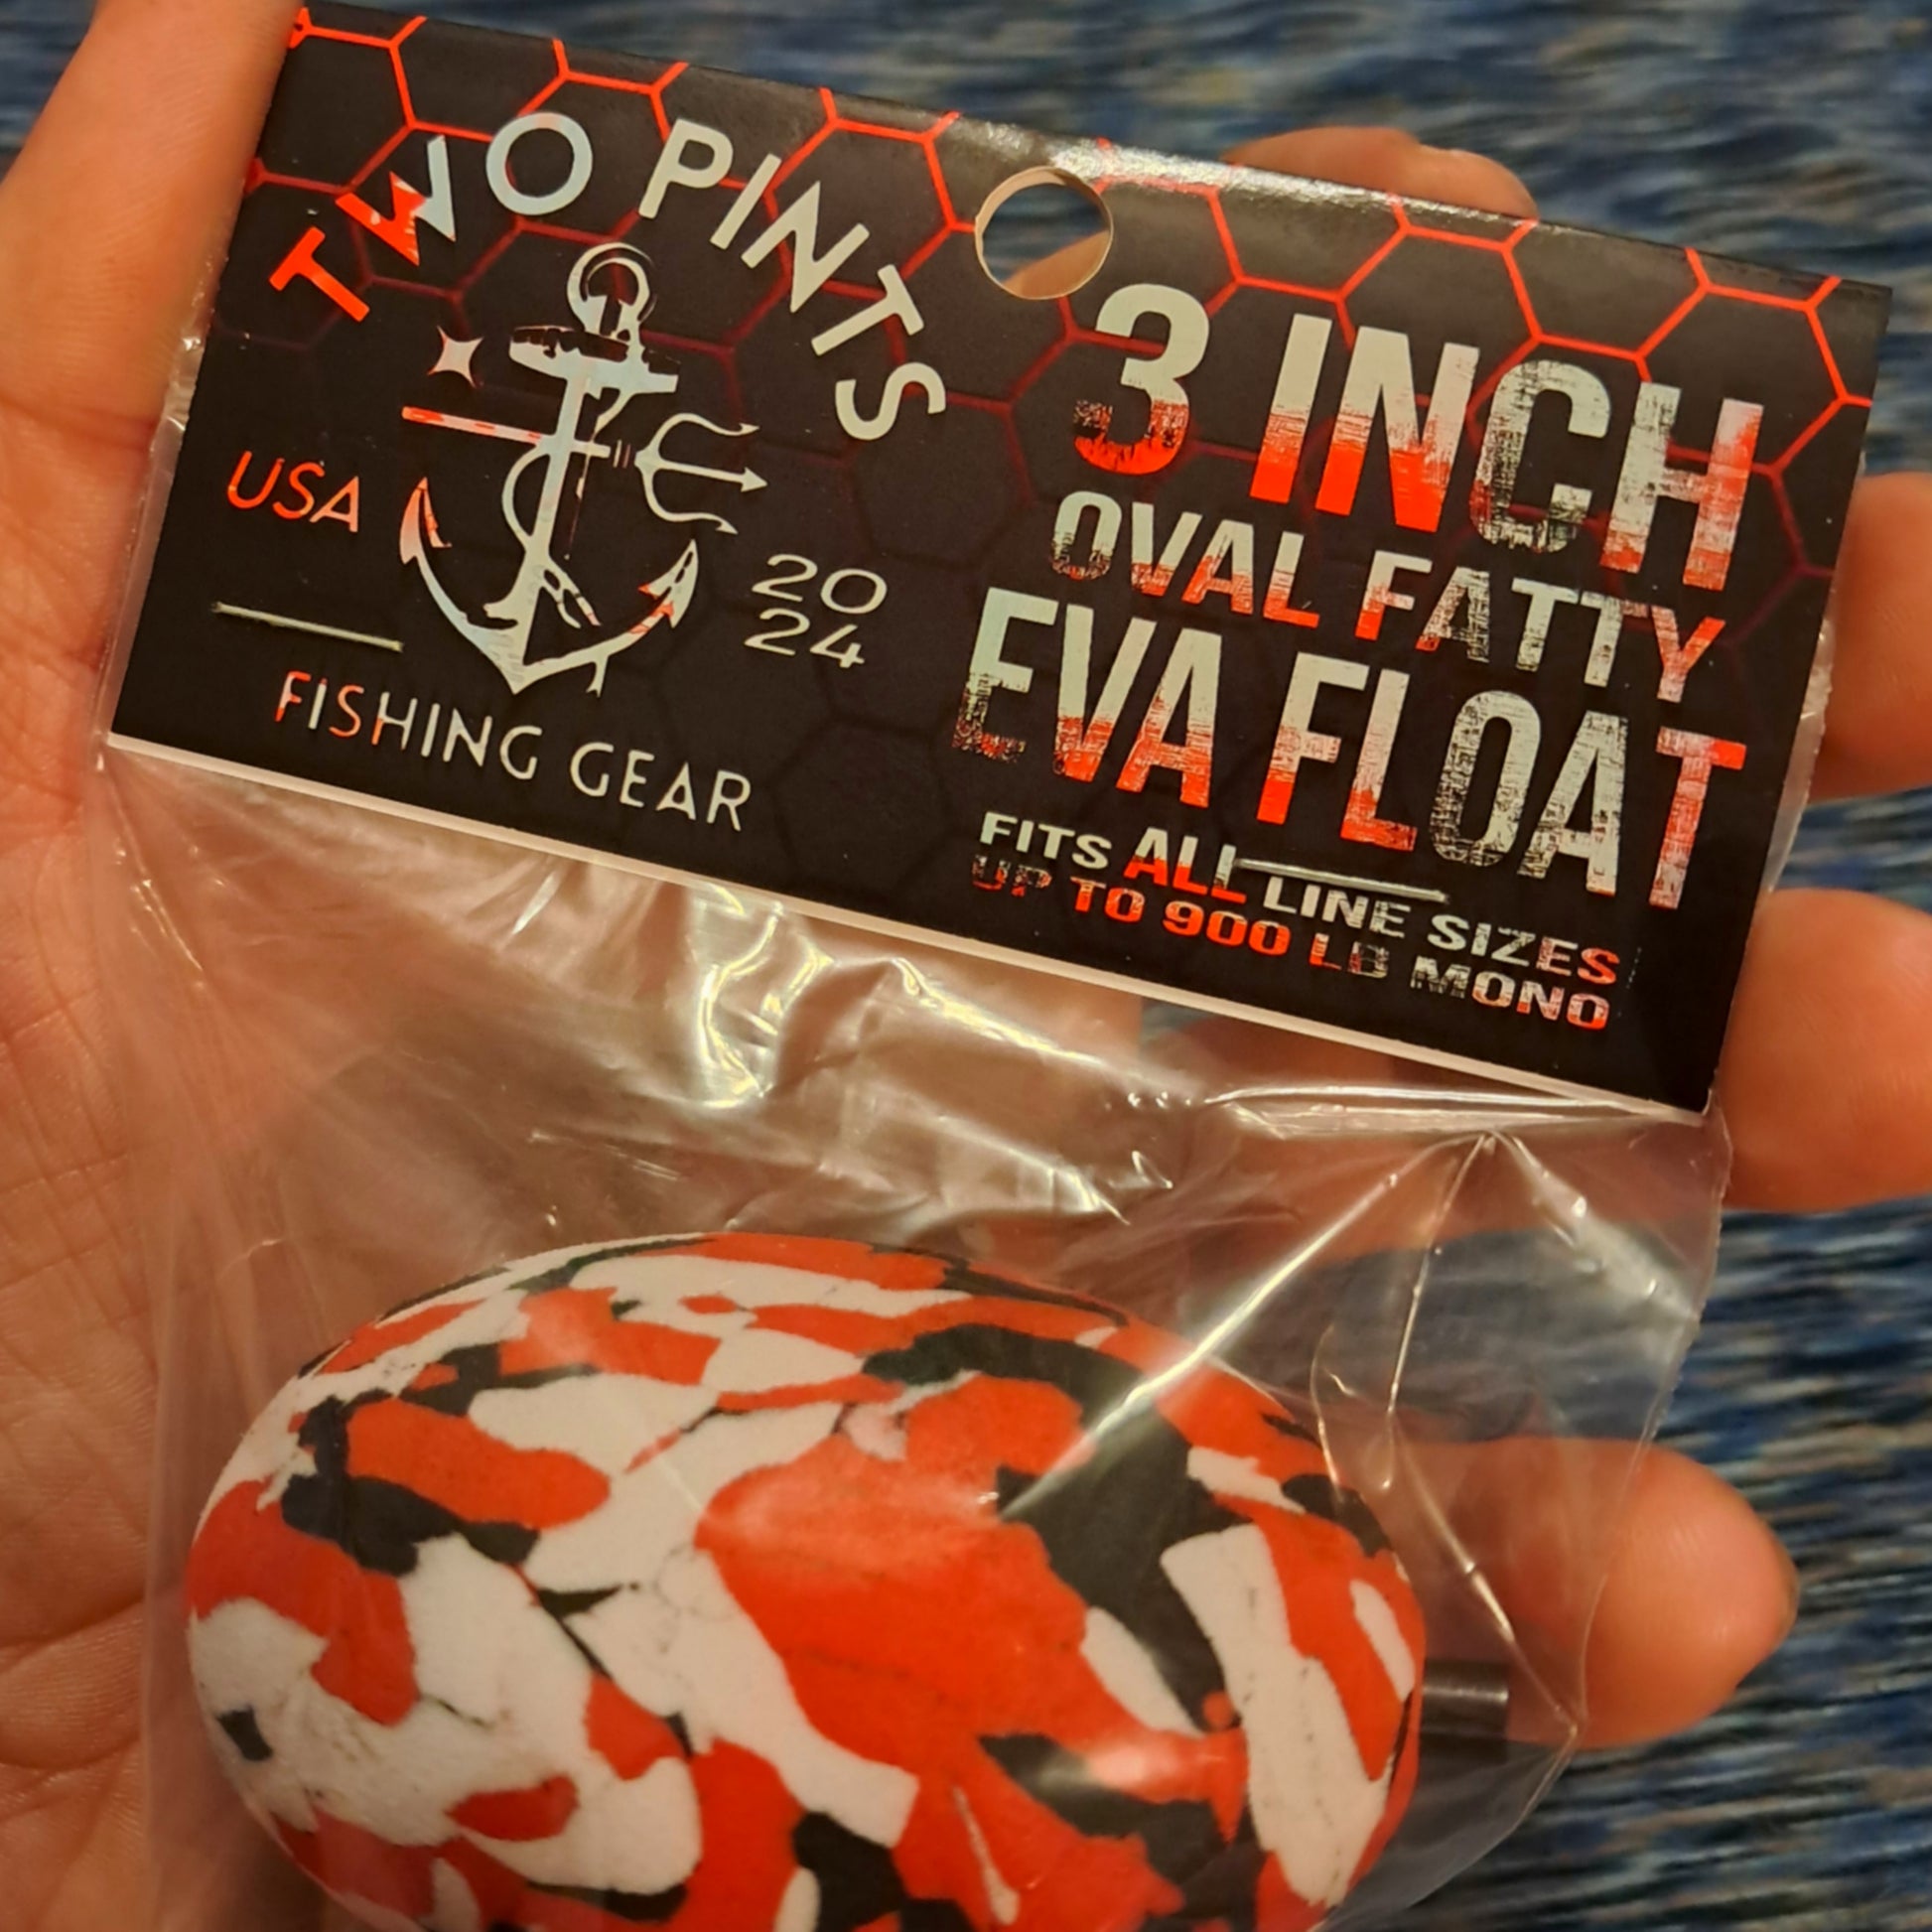 TWO PINTS
USA
20
24
FISHING GEAR
3 INCH
OVAL FATTY
EVA FLOAT
FITS ALL LINE SIZES
UP TO 900 LB MONO